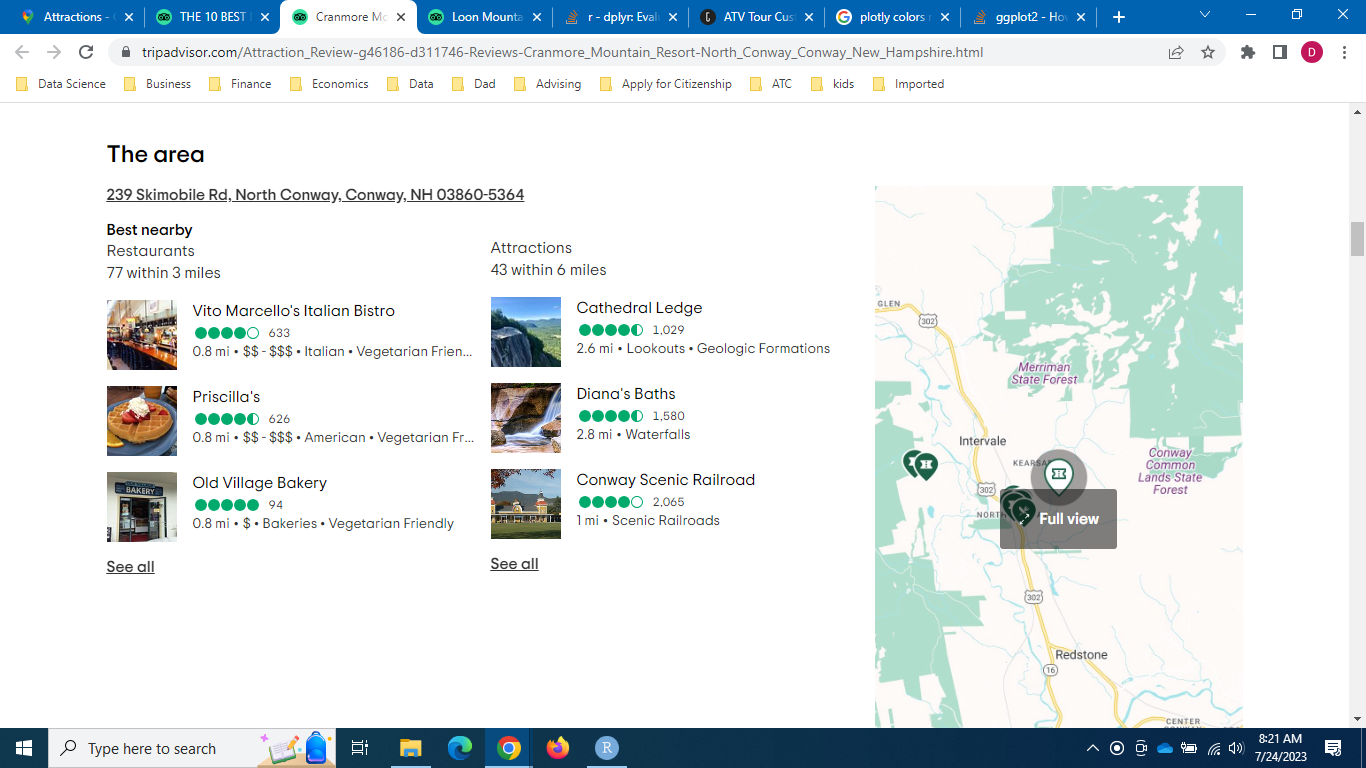 Attractions -
THE 10 BEST
Cranmore Mo
Loon Mounta
r - dplyr: Evalu
ATV Tour Cus
plotly colors
ggplot2 - Ho
tripadvisor.com/Attraction_Review-g46186-d311746-Reviews-Cranmore_Mountain_Resort-North_Conway_Conway_New_Hampshire.html
D
Data Science
Business
Finance
Economics
Data
Dad
Advising
Apply for Citizenship
ATC
kids
Imported
The area
239 Skimobile Rd, North Conway, Conway, NH 03860-5364
Best nearby
Restaurants
77 within 3 miles
Vito Marcello's Italian Bistro
633
0.8 mi • $$ - $$$ • Italian • Vegetarian Frien...
Priscilla's
626
0.8 mi • $$ - $$$ • American • Vegetarian Fr...
BAKERY
Old Village Bakery
94
0.8 mi • $ • Bakeries • Vegetarian Friendly
See all
Attractions
43 within 6 miles
Cathedral Ledge
1,029
2.6 mi • Lookouts • Geologic Formations
Diana's Baths
1,580
2.8 mi • Waterfalls
Conway Scenic Railroad
2,065
1 mi • Scenic Railroads
See all
GLEN
302
Merriman
State Forest
Intervale
KEARSAR
Conway
Common
Lands State
Forest
302
NORTH
Full view
302
Redstone
16
CENTER
Type here to search
R
8:21 AM
7/24/2023